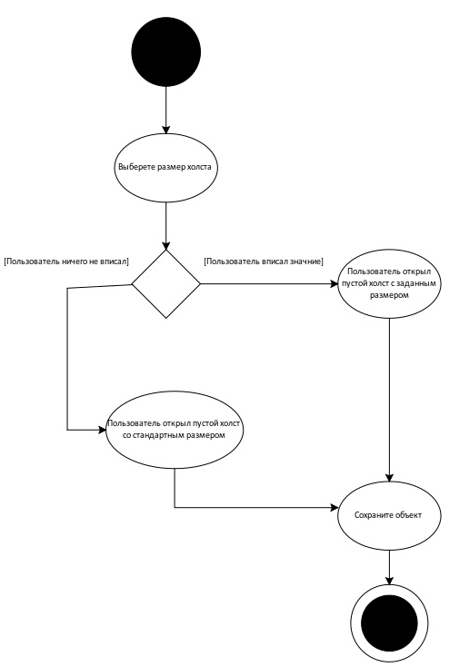 Выберете размер холста
[Пользователь ничего не вписал]
[Пользователь вписал значние]
Пользователь открыл
пустой холст с заданным
размером
Пользователь открыл пустой холст
со стандартным размером
Сохраните объект